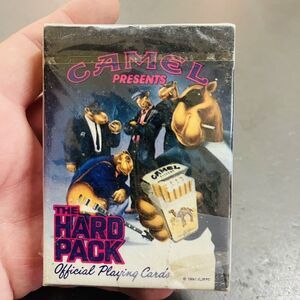 CAMEL
PRESENTS
CAMEL
THE
HARD
PACK
Official Playing Cards